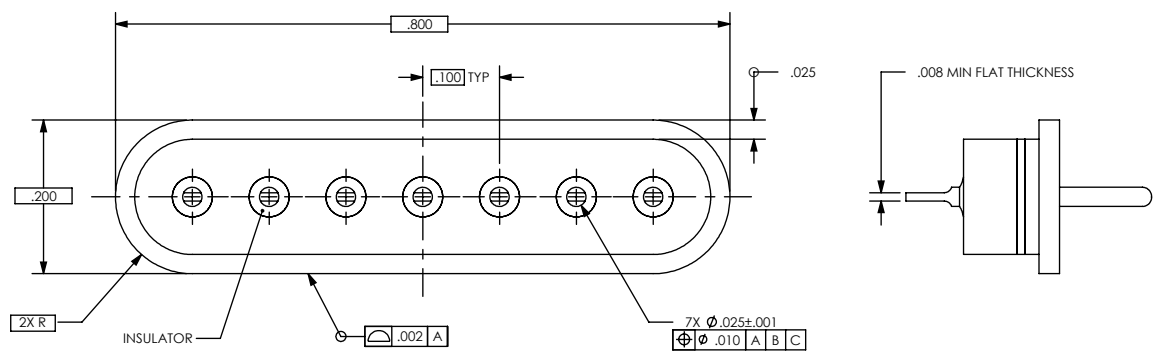 .800
.100 TYP
.025
.008 MIN FLAT THICKNESS
.200
2X R
INSULATOR
⌓ .002 A
7X Ø .025±.001
⌖ Ø .010 A B C